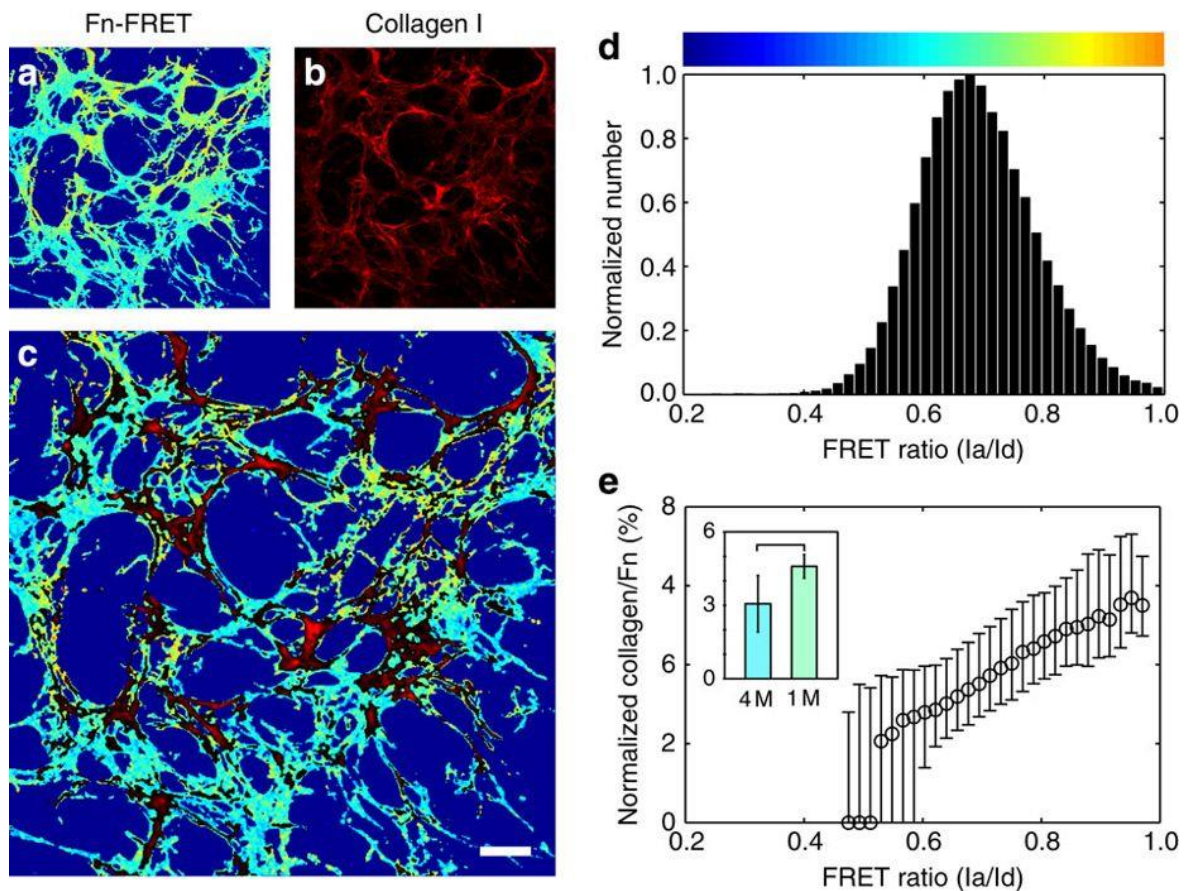 Fn-FRET
Collagen I
a
b
c
d
1.0
0.8
0.6
0.4
0.2
0.0
Normalized number
0.2 0.4 0.6 0.8 1.0
FRET ratio (Ia/Id)
e
8
4
6
2
0
Normalized collagen/Fn (%)
6
3
0
4 M 1 M
0.2 0.4 0.6 0.8 1.0
FRET ratio (Ia/Id)